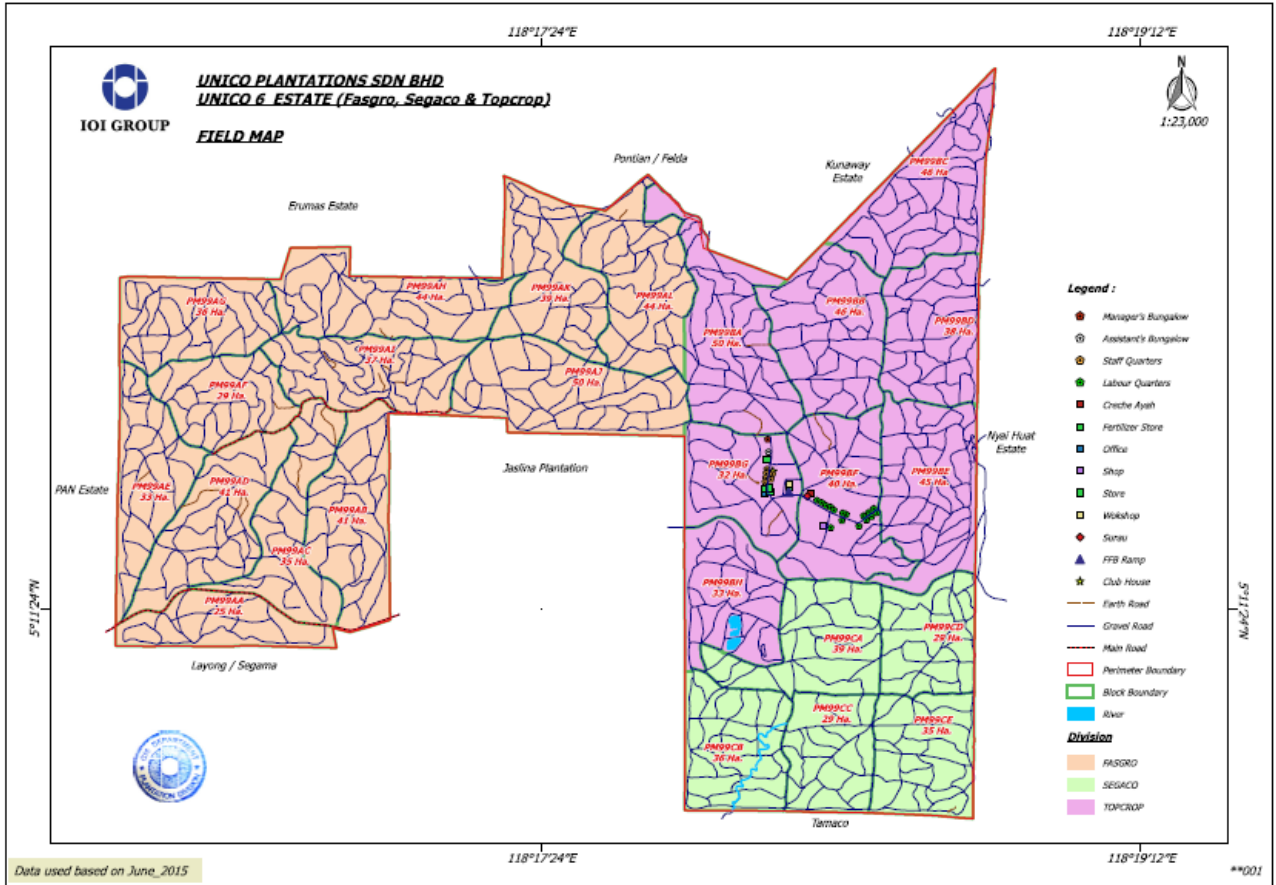 118°17'24"E
118°19'12"E
IOI GROUP
UNICO PLANTATIONS SDN BHD
UNICO 6 ESTATE (Fasgro, Segaco & Topcrop)
FIELD MAP
N
1:23,000
Pontian / Felda
Kunaway
Estate
Erumas Estate
PM99BC
48 Ha
PM99AG
36 Ha.
PM99AH
44 Ha.
PM99AK
39 Ha.
PM99AL
44 Ha.
PM99BA
50 Ha.
PM99BB
46 Ha.
PM99BD
38 Ha.
PM99AI
37 Ha.
PM99AJ
50 Ha.
PM99AF
29 Ha.
Nyai Huat
Estate
Jaslina Plantation
PAN Estate
PM99AE
33 Ha.
PM99AD
41 Ha.
PM99AB
41 Ha.
PM99AC
35 Ha.
PM99AA
25 Ha.
PM99BG
32 Ha.
PM99BF
40 Ha.
PM99BE
45 Ha.
PM99BH
33 Ha.
PM99CA
39 Ha.
PM99CD
29 Ha.
PM99CC
29 Ha.
PM99CE
35 Ha.
PM99CB
36 Ha.
Layong / Segama
Tamaco
5°11'24"N
5°11'24"N
Legend :
Manager's Bungalow
Assistant's Bungalow
Staff Quarters
Labour Quarters
Creche Ayah
Fertilizer Store
Office
Shop
Store
Wokshop
Surau
FFB Ramp
Club House
Earth Road
Gravel Road
Main Road
Perimeter Boundary
Block Boundary
River
Division
FASGRO
SEGACO
TOPCROP
PLANTATION DIVISION
118°17'24"E
118°19'12"E
Data used based on June_2015
**001